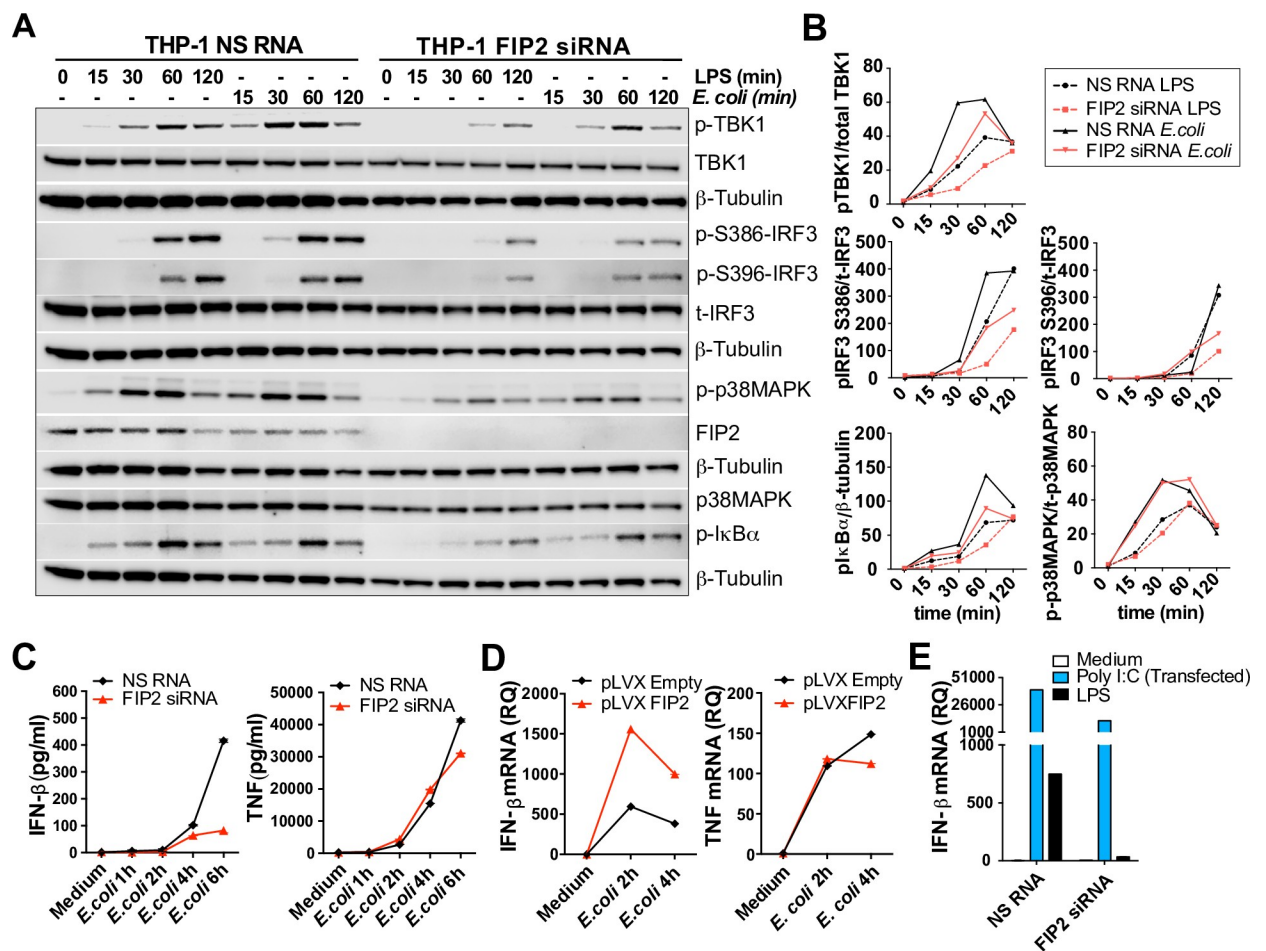 A
THP-1 NS RNA THP-1 FIP2 siRNA
0 15 30 60 120 - - - - 0 15 30 60 120 - - - - LPS (min)
- - - - - 15 30 60 120 - - - - - 15 30 60 120 E. coli (min)
p-TBK1
TBK1
β-Tubulin
p-S386-IRF3
p-S396-IRF3
t-IRF3
β-Tubulin
p-p38MAPK
FIP2
β-Tubulin
p38MAPK
p-IκBα
β-Tubulin
B
NS RNA LPS
FIP2 siRNA LPS
NS RNA E.coli
FIP2 siRNA E.coli
pTBK1/total TBK1
80
60
40
20
0
0 15 30 60 120
pIRF3 S386/t-IRF3
500
400
300
200
100
0
0 15 30 60 120
pIRF3 S396/t-IRF3
500
400
300
200
100
0
0 15 30 60 120
pIκBα/β-tubulin
200
150
100
50
0
0 15 30 60 120
time (min)
p-p38MAPK/t-p38MAPK
80
60
40
20
0
0 15 30 60 120
time (min)
C
NS RNA
FIP2 siRNA
IFN-β(pg/ml)
600
500
400
300
200
100
0
Medium E.coli 1h E.coli 2h E.coli 4h E.coli 6h
NS RNA
FIP2 siRNA
TNF(pg/ml)
50000
40000
30000
20000
10000
0
Medium E.coli 1h E.coli 2h E.coli 4h E.coli 6h
D
pLVX Empty
pLVX FIP2
IFN-β mRNA (RQ)
2000
1500
1000
500
0
Medium E.coli 2h E.coli 4h
pLVX Empty
pLVXFIP2
TNF mRNA (RQ)
200
150
100
50
0
Medium E. coli 2h E. coli 4h
E
Medium
Poly I:C (Transfected)
LPS
IFN-β mRNA (RQ)
51000
26000
1000
1000
500
0
NS RNA FIP2 siRNA